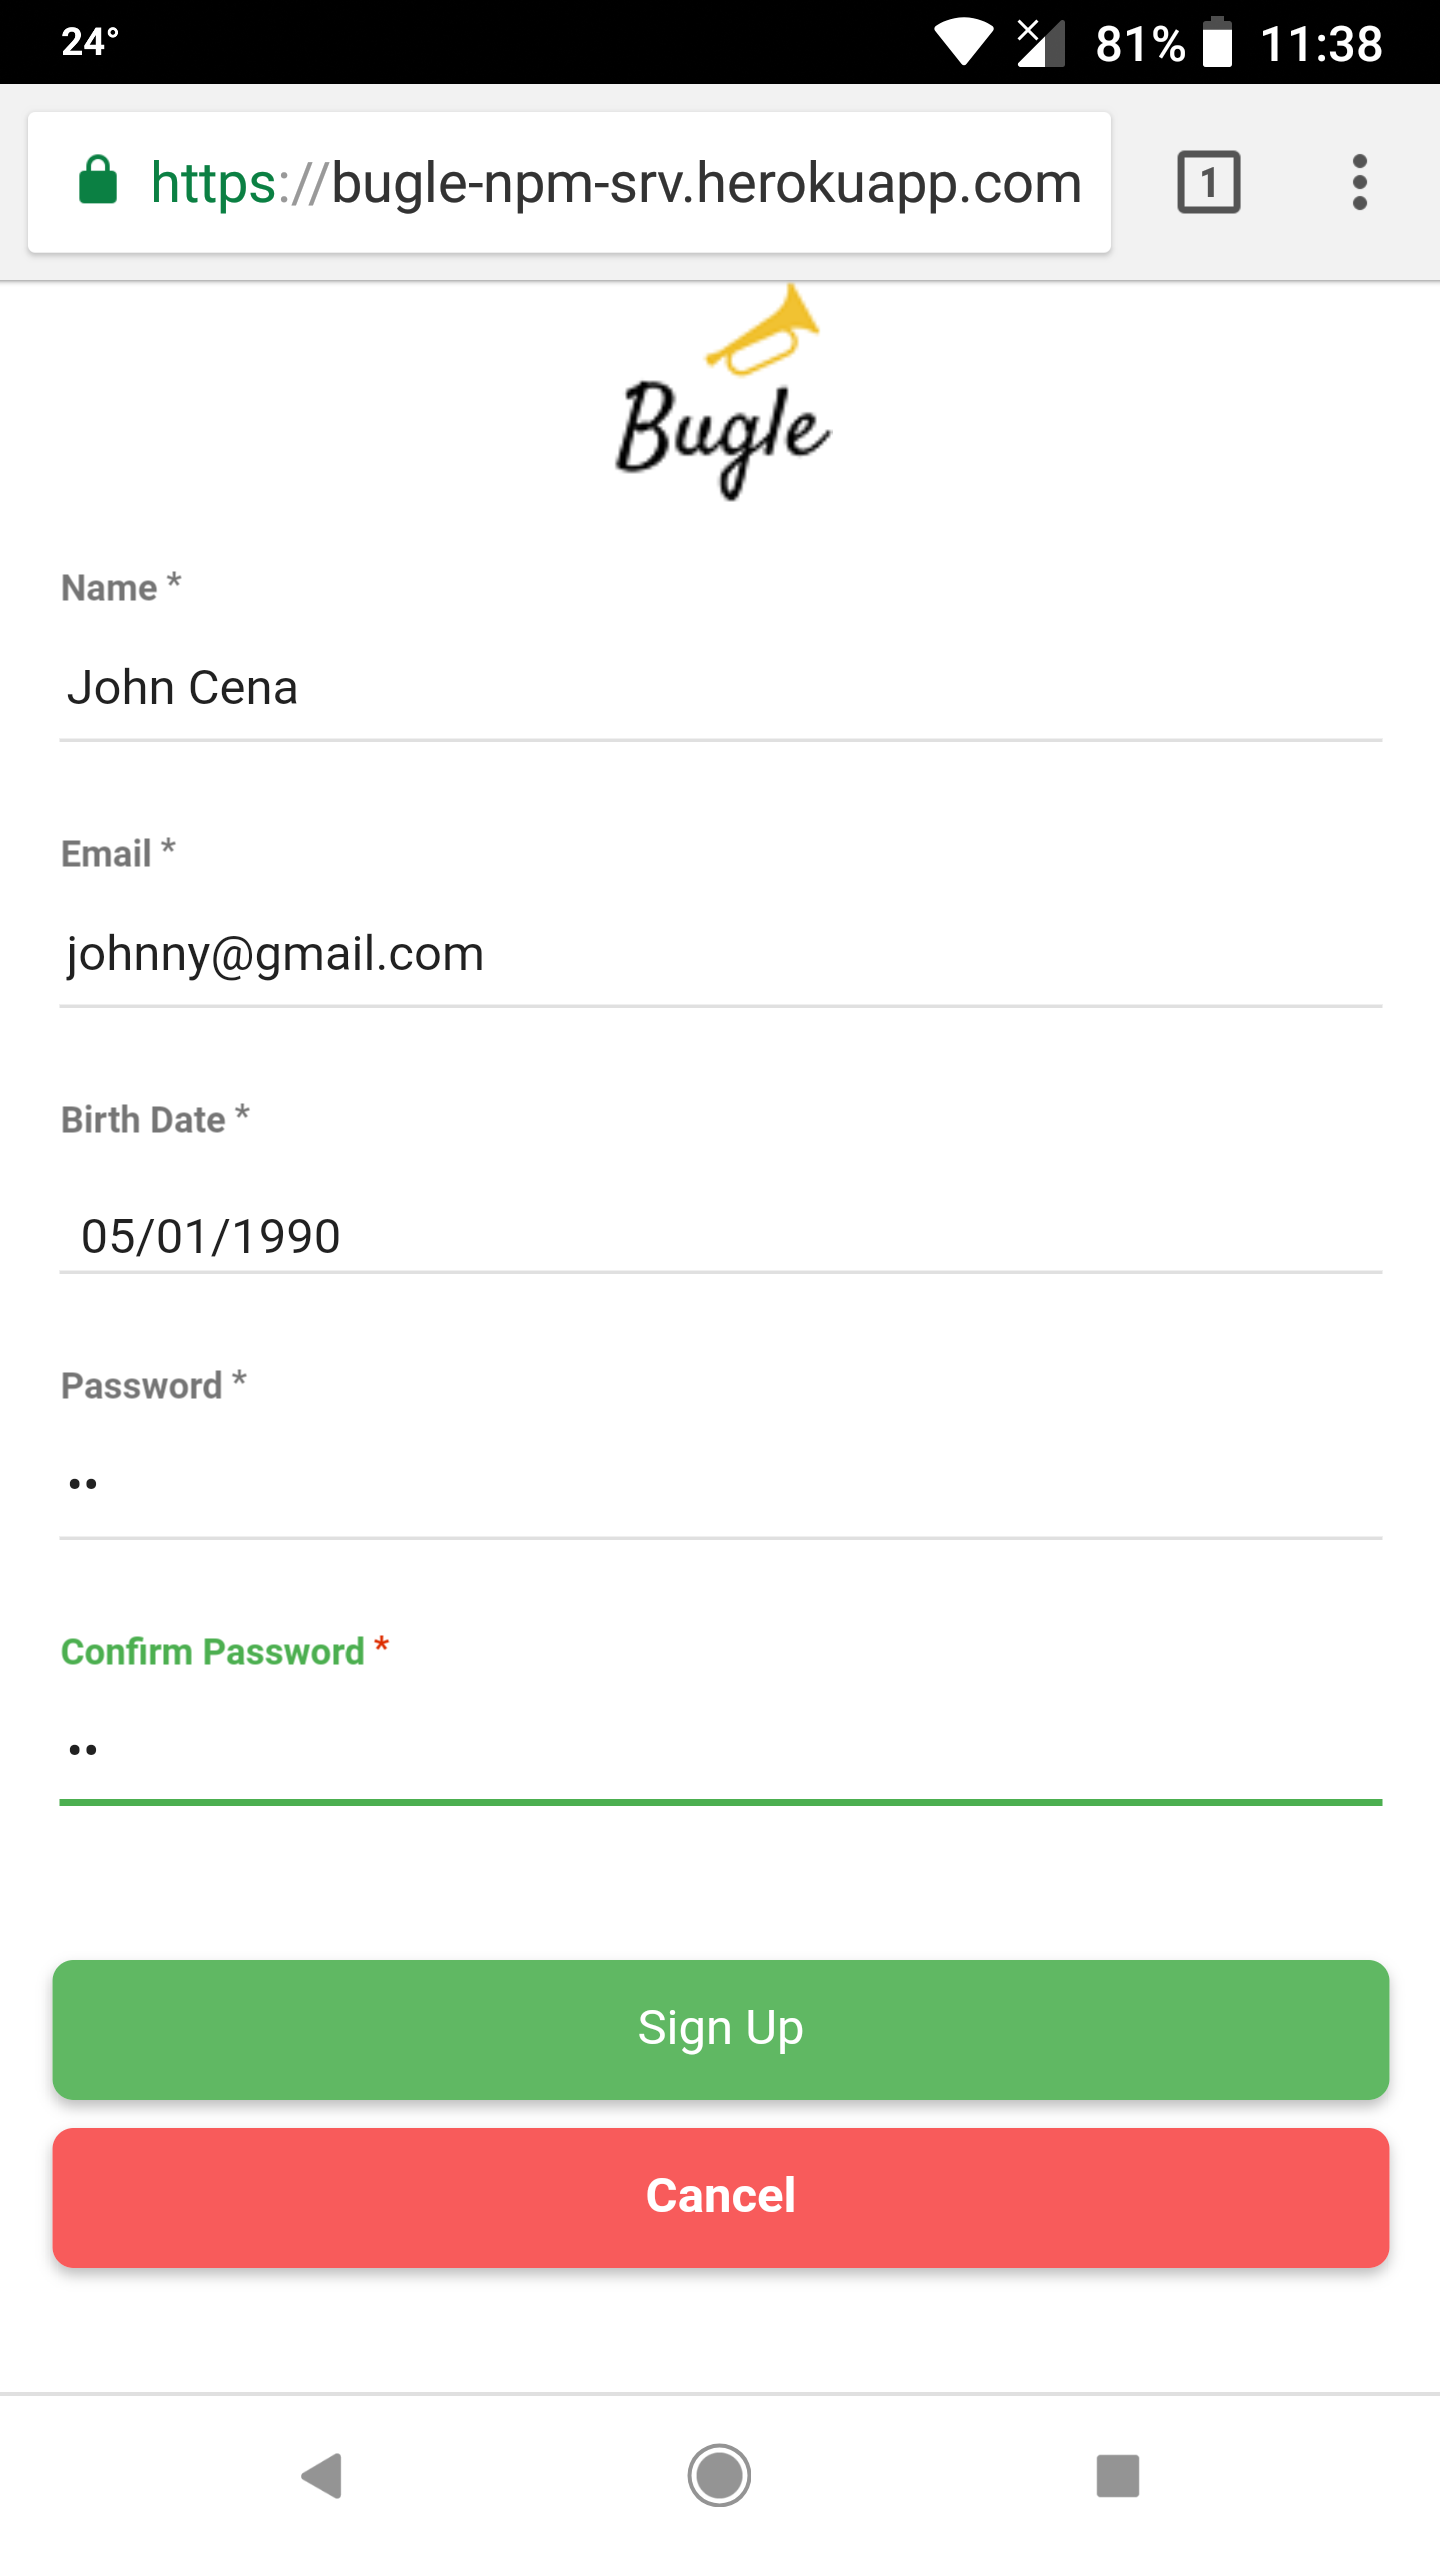 24° 81% 11:38
https://bugle-npm-srv.herokuapp.com 1
Bugle
Name *
John Cena
Email *
johnny@gmail.com
Birth Date *
05/01/1990
Password *
••
Confirm Password *
••
Sign Up
Cancel